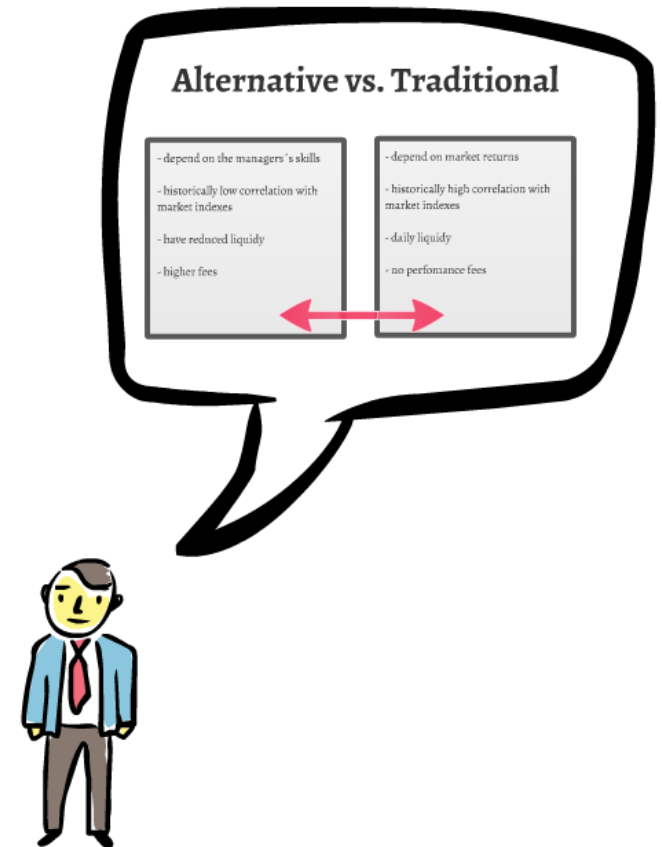 Alternative vs. Traditional
- depend on the managers´s skills
- historically low correlation with
market indexes
- have reduced liquidy
- higher fees
- depend on market returns
- historically high correlation with
market indexes
- daily liquidy
- no perfomance fees